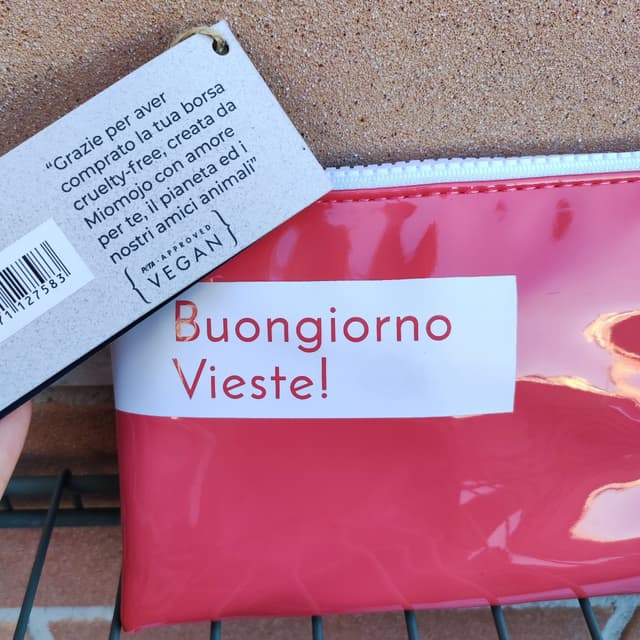 “Grazie per aver
comprato la tua borsa
cruelty-free, creata da
Miomojo con amore
per te, il pianeta ed i
nostri amici animali”
PETA - APPROVED
VEGAN
71127583
Buongiorno
Vieste!